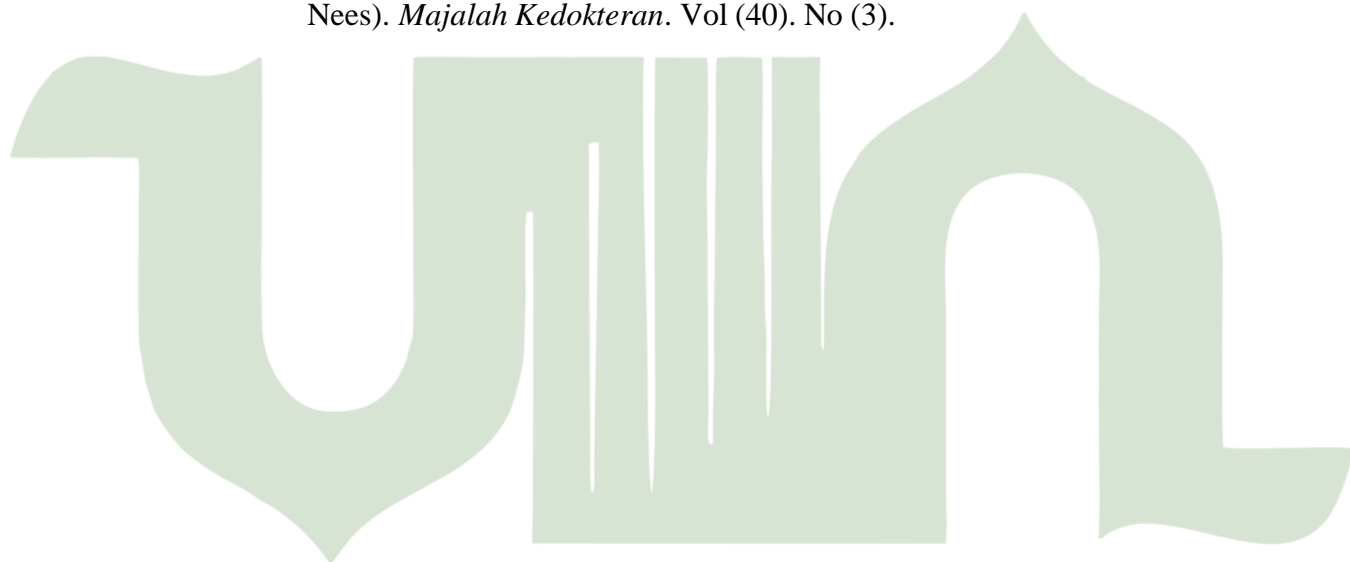 Nees). Majalah Kedokteran. Vol (40). No (3).